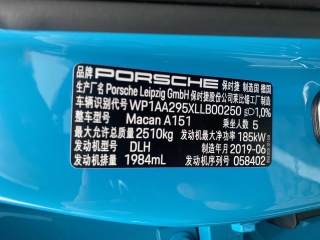 品牌 PORSCHE 保时捷 制造国 德国
生产厂名 Porsche Leipzig GmbH 保时捷股份公司莱比锡工厂制造
车辆识别代号 WP1AA295XLLB00250 1,0%
整车型号 Macan A151 乘坐人数 5
最大允许总质量 2510kg 发动机最大净功率 185kW
发动机型号 DLH 制造年月 2019-06
发动机排量 1984mL 发动机序列号 058402